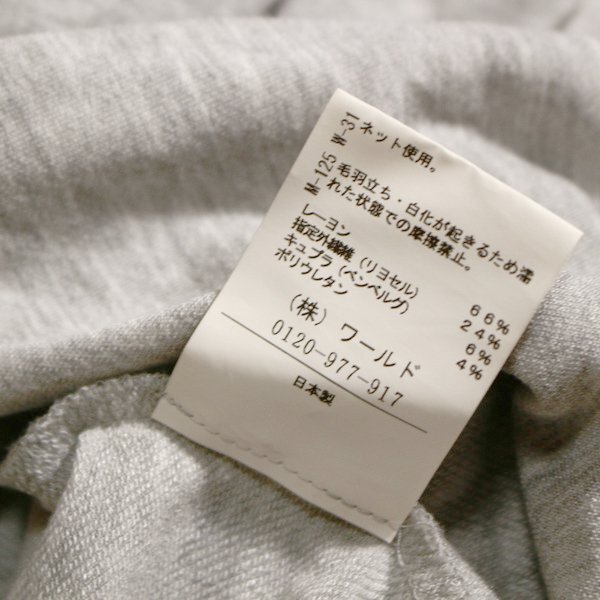 W-31 ネット使用。
W-125 毛羽立ち・白化が起きるため濡
れた状態での摩擦禁止。
レーヨン 66%
指定外繊維(リヨセル) 24%
キュプラ(ベンベルグ) 6%
ポリウレタン 4%
(株)ワールド
0120-977-917
日本製